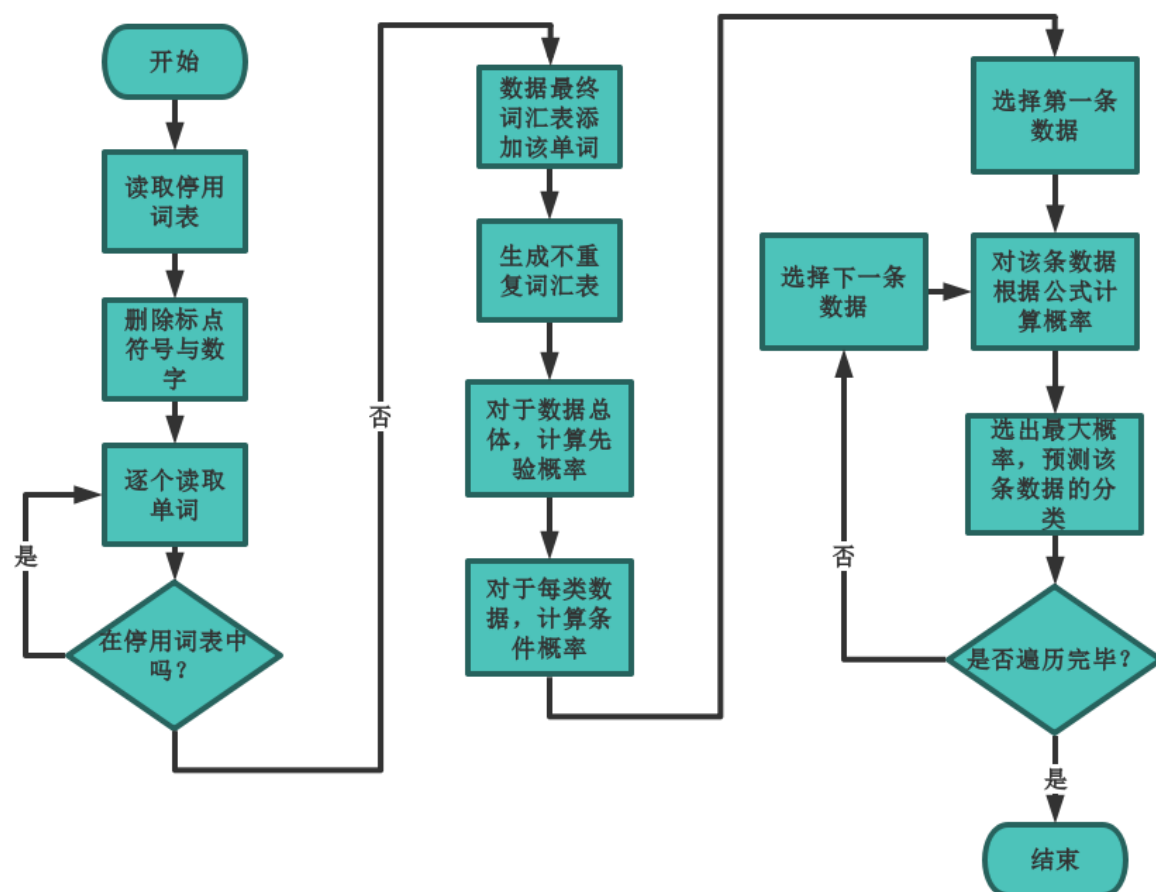 开始
读取停用
词表
删除标点
符号与数
字
逐个读取
单词
是
在停用词表中
吗?
否
数据最终
词汇表添
加该单词
生成不重
复词汇表
对于数据总
体，计算先
验概率
对于每类数
据，计算条
件概率
选择第一条
数据
选择下一条
数据
对该条数据
根据公式计
算概率
选出最大概
率，预测该
条数据的分
类
否
是否遍历完毕?
是
结束